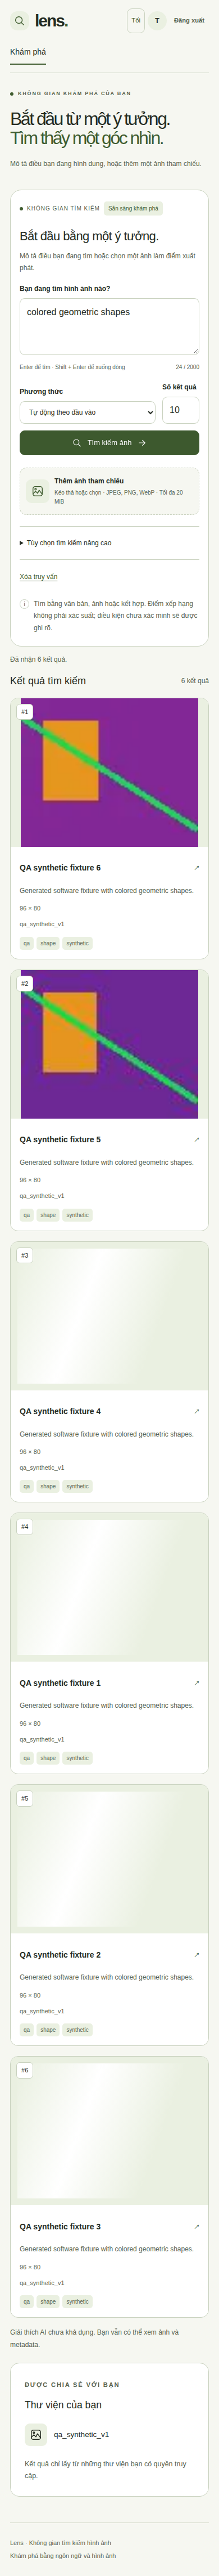 lens.
Tối
T
Đăng xuất
Khám phá
KHÔNG GIAN KHÁM PHÁ CỦA BẠN
Bắt đầu từ một ý tưởng.
Tìm thấy một góc nhìn.
Mô tả điều bạn đang hình dung, hoặc thêm một ảnh tham chiếu.
KHÔNG GIAN TÌM KIẾM
Sẵn sàng khám phá
Bắt đầu bằng một ý tưởng.
Mô tả điều bạn đang tìm hoặc chọn một ảnh làm điểm xuất
phát.
Bạn đang tìm hình ảnh nào?
colored geometric shapes
Enter để tìm · Shift + Enter để xuống dòng
24 / 2000
Phương thức
Số kết quả
Tự động theo đầu vào
10
Tìm kiếm ảnh →
Thêm ảnh tham chiếu
Kéo thả hoặc chọn · JPEG, PNG, WebP · Tối đa 20
MiB
▶ Tùy chọn tìm kiếm nâng cao
Xóa truy vấn
i
Tìm bằng văn bản, ảnh hoặc kết hợp. Điểm xếp hạng
không phải xác suất; điều kiện chưa xác minh sẽ được
ghi rõ.
Đã nhận 6 kết quả.
Kết quả tìm kiếm
6 kết quả
#1
QA synthetic fixture 6 ↗
Generated software fixture with colored geometric shapes.
96 × 80
qa_synthetic_v1
qa shape synthetic
#2
QA synthetic fixture 5 ↗
Generated software fixture with colored geometric shapes.
96 × 80
qa_synthetic_v1
qa shape synthetic
#3
QA synthetic fixture 4 ↗
Generated software fixture with colored geometric shapes.
96 × 80
qa_synthetic_v1
qa shape synthetic
#4
QA synthetic fixture 1 ↗
Generated software fixture with colored geometric shapes.
96 × 80
qa_synthetic_v1
qa shape synthetic
#5
QA synthetic fixture 2 ↗
Generated software fixture with colored geometric shapes.
96 × 80
qa_synthetic_v1
qa shape synthetic
#6
QA synthetic fixture 3 ↗
Generated software fixture with colored geometric shapes.
96 × 80
qa_synthetic_v1
qa shape synthetic
Giải thích AI chưa khả dụng. Bạn vẫn có thể xem ảnh và
metadata.
ĐƯỢC CHIA SẺ VỚI BẠN
Thư viện của bạn
qa_synthetic_v1
Kết quả chỉ lấy từ những thư viện bạn có quyền truy
cập.
Lens · Không gian tìm kiếm hình ảnh
Khám phá bằng ngôn ngữ và hình ảnh